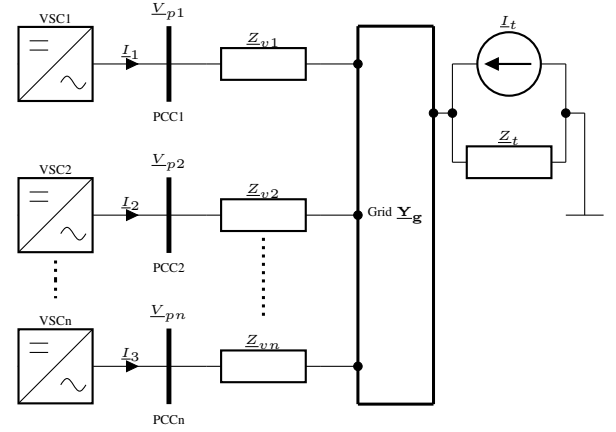 VSC1
V_p1
I_1
Z_v1
PCC1
I_t
Z_t
VSC2
V_p2
I_2
Z_v2
Grid Y_g
PCC2
VSCn
V_pn
I_3
Z_vn
PCCn